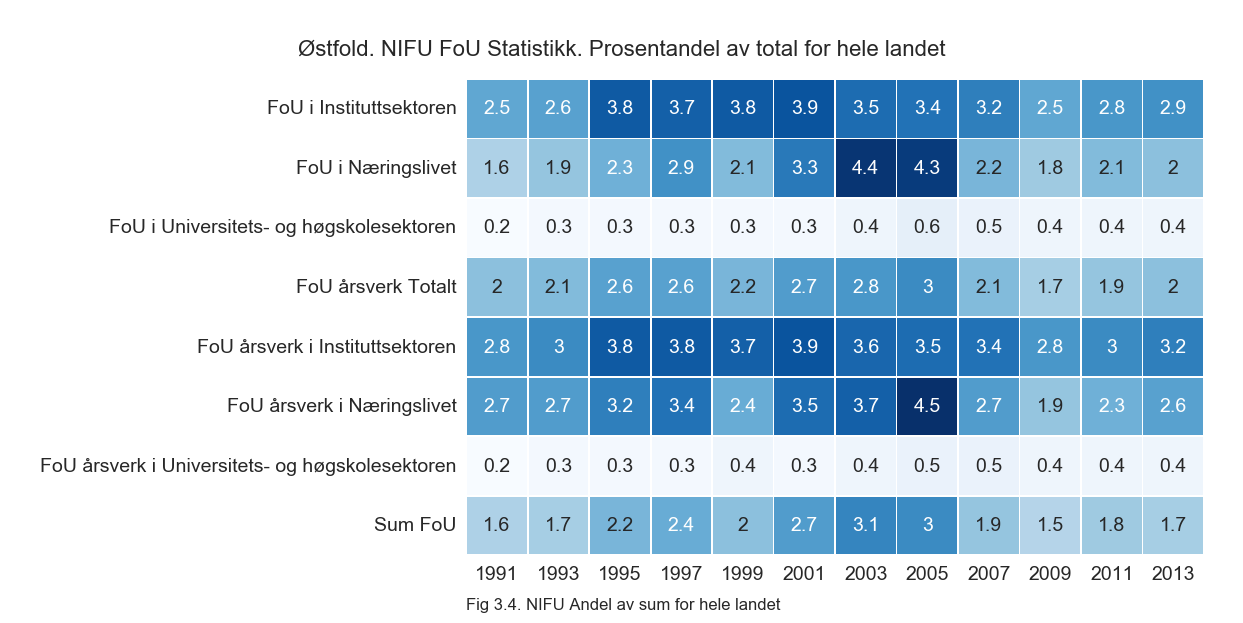 Østfold. NIFU FoU Statistikk. Prosentandel av total for hele landet
FoU i Instituttsektoren 2.5 2.6 3.8 3.7 3.8 3.9 3.5 3.4 3.2 2.5 2.8 2.9
FoU i Næringslivet 1.6 1.9 2.3 2.9 2.1 3.3 4.4 4.3 2.2 1.8 2.1 2
FoU i Universitets- og høgskolesektoren 0.2 0.3 0.3 0.3 0.3 0.3 0.4 0.6 0.5 0.4 0.4 0.4
FoU årsverk Totalt 2 2.1 2.6 2.6 2.2 2.7 2.8 3 2.1 1.7 1.9 2
FoU årsverk i Instituttsektoren 2.8 3 3.8 3.8 3.7 3.9 3.6 3.5 3.4 2.8 3 3.2
FoU årsverk i Næringslivet 2.7 2.7 3.2 3.4 2.4 3.5 3.7 4.5 2.7 1.9 2.3 2.6
FoU årsverk i Universitets- og høgskolesektoren 0.2 0.3 0.3 0.3 0.4 0.3 0.4 0.5 0.5 0.4 0.4 0.4
Sum FoU 1.6 1.7 2.2 2.4 2 2.7 3.1 3 1.9 1.5 1.8 1.7
1991 1993 1995 1997 1999 2001 2003 2005 2007 2009 2011 2013
Fig 3.4. NIFU Andel av sum for hele landet